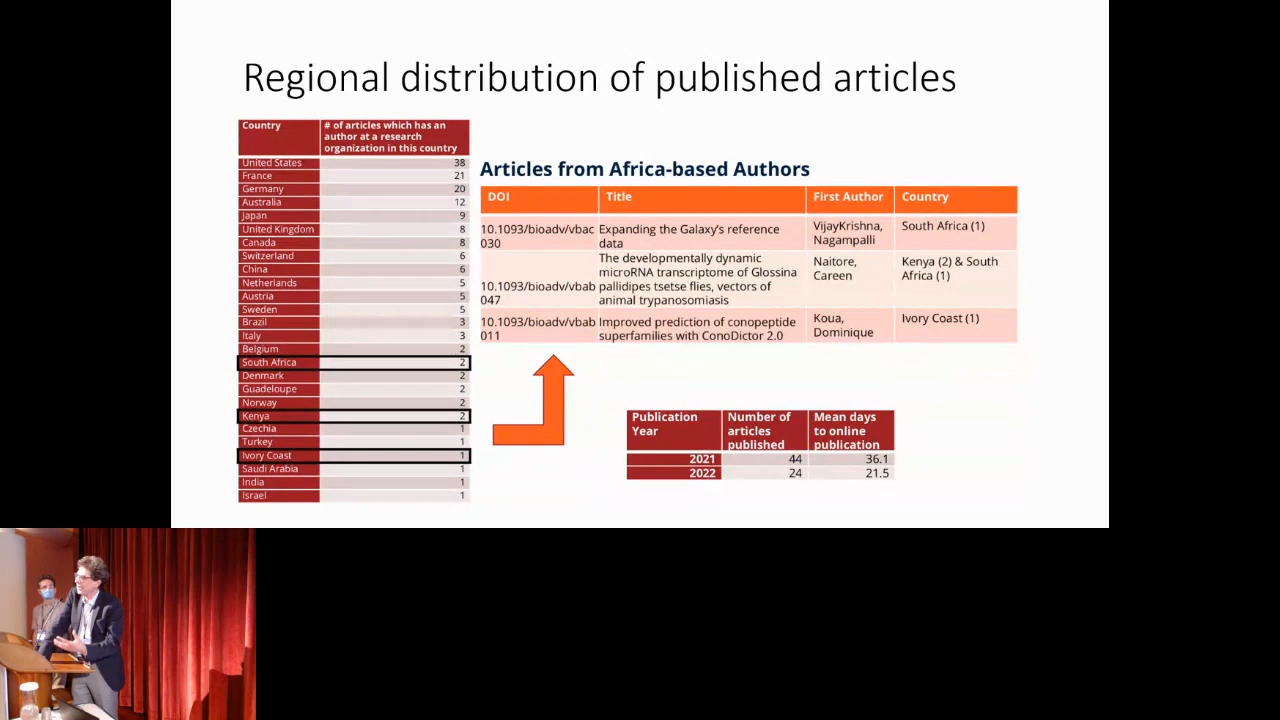 Regional distribution of published articles
Country # of articles which has an
author at a research
organization in this country
United States 38
France 21
Germany 20
Australia 12
Japan 9
United Kingdom 8
Canada 8
Switzerland 6
China 6
Netherlands 5
Austria 5
Sweden 5
Brazil 3
Italy 3
Belgium 2
South Africa 2
Denmark 2
Guadeloupe 2
Norway 2
Kenya 2
Czechia 1
Turkey 1
Ivory Coast 1
Saudi Arabia 1
India 1
Israel 1
Articles from Africa-based Authors
DOI Title First Author Country
10.1093/bioadv/vbac
030
Expanding the Galaxy's reference
data
VijayKrishna,
Nagampalli
South Africa (1)
10.1093/bioadv/vbab
047
The developmentally dynamic
microRNA transcriptome of Glossina
pallidipes tsetse flies, vectors of
animal trypanosomiasis
Naitore,
Careen
Kenya (2) & South
Africa (1)
10.1093/bioadv/vbab
011
Improved prediction of conopeptide
superfamilies with ConoDictor 2.0
Koua,
Dominique
Ivory Coast (1)
Publication
Year
Number of
articles
published
Mean days
to online
publication
2021 44 36.1
2022 24 21.5